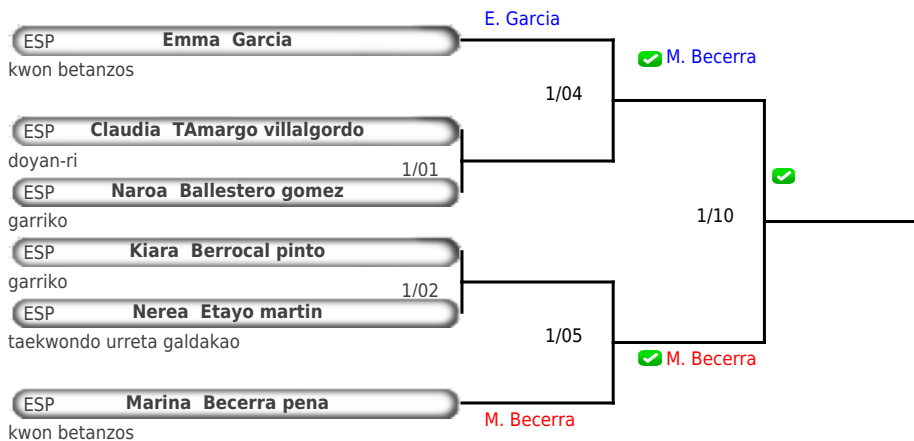 E. Garcia
ESP Emma Garcia
kwon betanzos
M. Becerra
1/04
ESP Claudia TAmargo villalgordo
doyan-ri
1/01
ESP Naroa Ballestero gomez
garriko
1/10
ESP Kiara Berrocal pinto
garriko
1/02
ESP Nerea Etayo martin
taekwondo urreta galdakao
1/05
M. Becerra
ESP Marina Becerra pena
M. Becerra
kwon betanzos